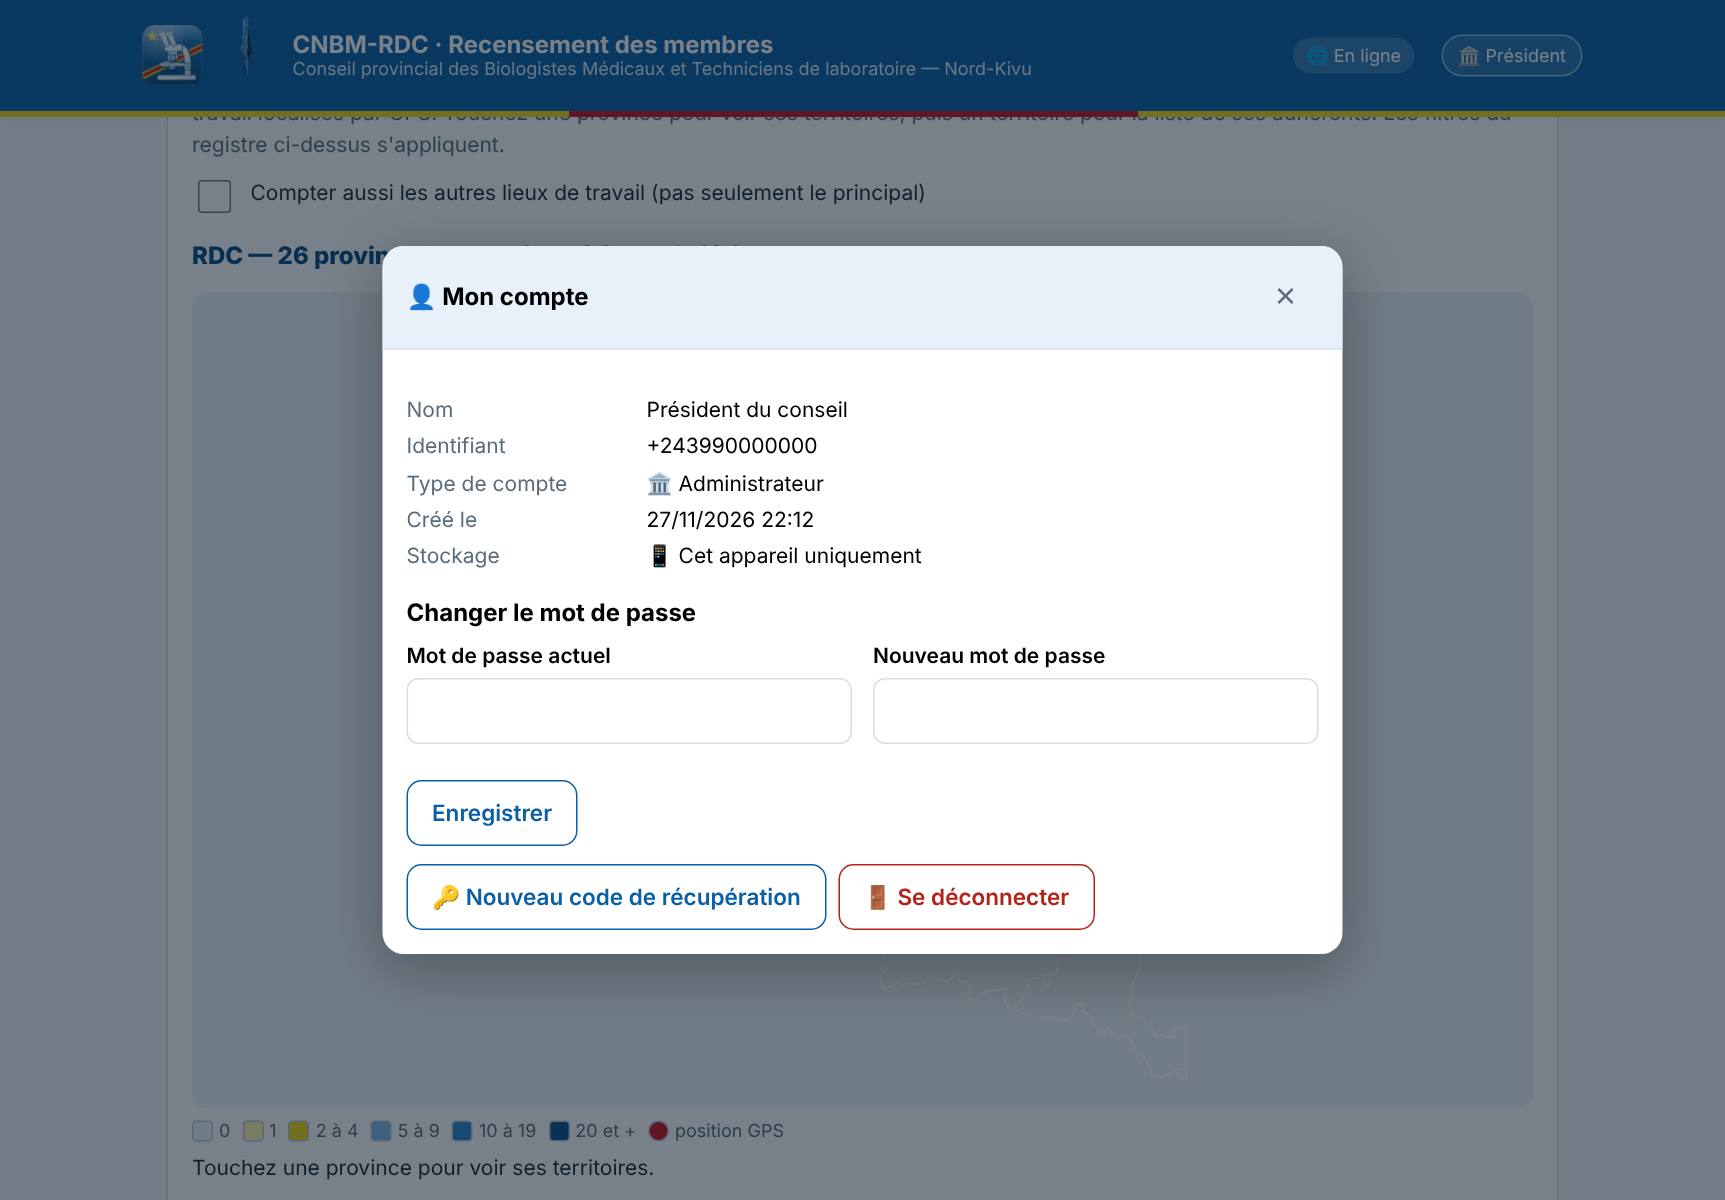 CNBM-RDC · Recensement des membres
Conseil provincial des Biologistes Médicaux et Techniciens de laboratoire — Nord-Kivu
🌐 En ligne
🏛️ Président
registre ci-dessus s'appliquent.
Compter aussi les autres lieux de travail (pas seulement le principal)
RDC — 26
👤 Mon compte
✕
Nom Président du conseil
Identifiant +243990000000
Type de compte 🏛️ Administrateur
Créé le 27/11/2026 22:12
Stockage 📱 Cet appareil uniquement
Changer le mot de passe
Mot de passe actuel
Nouveau mot de passe
Enregistrer
🔑 Nouveau code de récupération
🚪 Se déconnecter
0 1 2 à 4 5 à 9 10 à 19 20 et + position GPS
Touchez une province pour voir ses territoires.